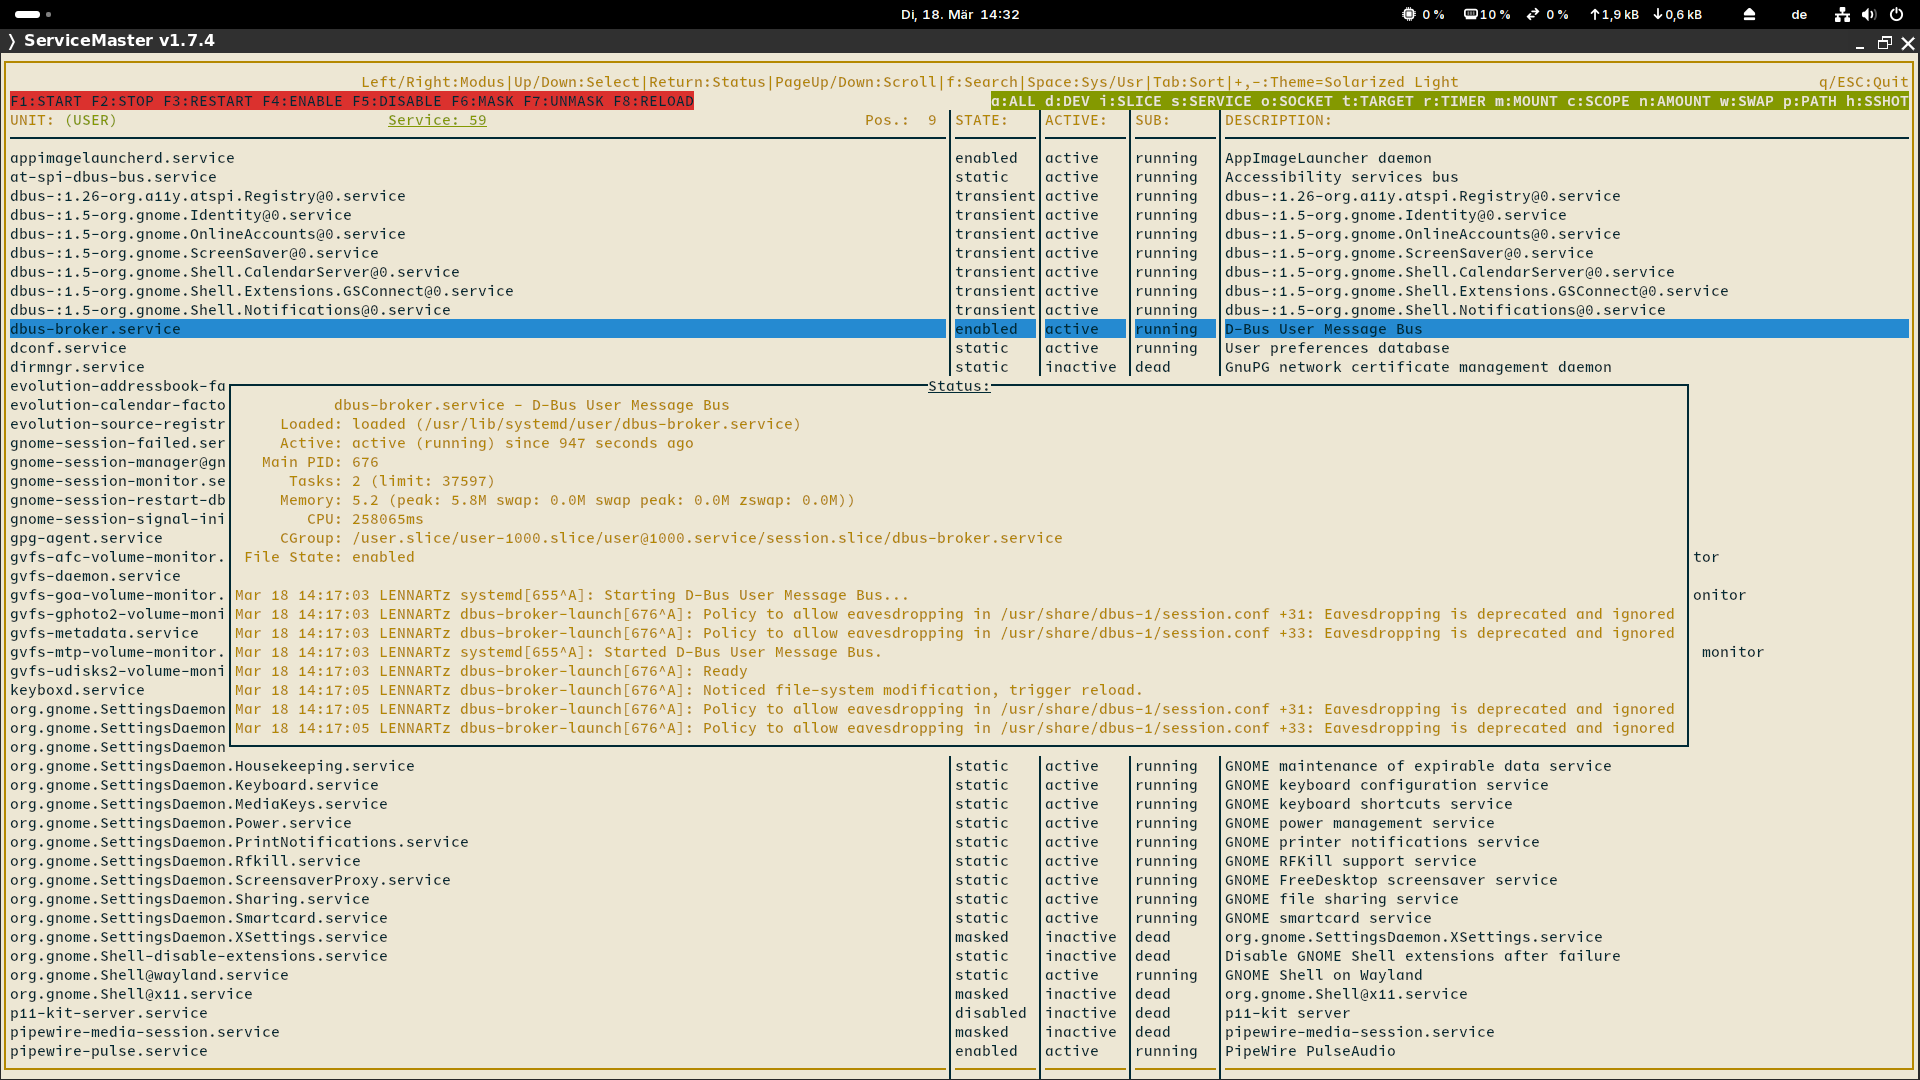 Di, 18. Mär 14:32
0 % 10 % 0 % 1,9 kB 0,6 kB de
❭ ServiceMaster v1.7.4
Left/Right:Modus|Up/Down:Select|Return:Status|PageUp/Down:Scroll|f:Search|Space:Sys/Usr|Tab:Sort|+,-:Theme=Solarized Light q/ESC:Quit
F1:START F2:STOP F3:RESTART F4:ENABLE F5:DISABLE F6:MASK F7:UNMASK F8:RELOAD a:ALL d:DEV i:SLICE s:SERVICE o:SOCKET t:TARGET r:TIMER m:MOUNT c:SCOPE n:AMOUNT w:SWAP p:PATH h:SSHOT
UNIT: (USER) Service: 59 Pos.: 9 STATE: ACTIVE: SUB: DESCRIPTION:
appimagelauncherd.service enabled active running AppImageLauncher daemon
at-spi-dbus-bus.service static active running Accessibility services bus
dbus-:1.26-org.a11y.atspi.Registry@0.service transient active running dbus-:1.26-org.a11y.atspi.Registry@0.service
dbus-:1.5-org.gnome.Identity@0.service transient active running dbus-:1.5-org.gnome.Identity@0.service
dbus-:1.5-org.gnome.OnlineAccounts@0.service transient active running dbus-:1.5-org.gnome.OnlineAccounts@0.service
dbus-:1.5-org.gnome.ScreenSaver@0.service transient active running dbus-:1.5-org.gnome.ScreenSaver@0.service
dbus-:1.5-org.gnome.Shell.CalendarServer@0.service transient active running dbus-:1.5-org.gnome.Shell.CalendarServer@0.service
dbus-:1.5-org.gnome.Shell.Extensions.GSConnect@0.service transient active running dbus-:1.5-org.gnome.Shell.Extensions.GSConnect@0.service
dbus-:1.5-org.gnome.Shell.Notifications@0.service transient active running dbus-:1.5-org.gnome.Shell.Notifications@0.service
dbus-broker.service enabled active running D-Bus User Message Bus
dconf.service static active running User preferences database
dirmngr.service static inactive dead GnuPG network certificate management daemon
evolution-addressbook-fa Status:
evolution-calendar-facto dbus-broker.service - D-Bus User Message Bus
evolution-source-registr Loaded: loaded (/usr/lib/systemd/user/dbus-broker.service)
gnome-session-failed.ser Active: active (running) since 947 seconds ago
gnome-session-manager@gn Main PID: 676
gnome-session-monitor.se Tasks: 2 (limit: 37597)
gnome-session-restart-db Memory: 5.2 (peak: 5.8M swap: 0.0M swap peak: 0.0M zswap: 0.0M))
gnome-session-signal-ini CPU: 258065ms
gpg-agent.service CGroup: /user.slice/user-1000.slice/user@1000.service/session.slice/dbus-broker.service
gvfs-afc-volume-monitor. File State: enabled tor
gvfs-daemon.service
gvfs-goa-volume-monitor. Mar 18 14:17:03 LENNARTz systemd[655^A]: Starting D-Bus User Message Bus... onitor
gvfs-gphoto2-volume-moni Mar 18 14:17:03 LENNARTz dbus-broker-launch[676^A]: Policy to allow eavesdropping in /usr/share/dbus-1/session.conf +31: Eavesdropping is deprecated and ignored
gvfs-metadata.service Mar 18 14:17:03 LENNARTz dbus-broker-launch[676^A]: Policy to allow eavesdropping in /usr/share/dbus-1/session.conf +33: Eavesdropping is deprecated and ignored
gvfs-mtp-volume-monitor. Mar 18 14:17:03 LENNARTz systemd[655^A]: Started D-Bus User Message Bus. monitor
gvfs-udisks2-volume-moni Mar 18 14:17:03 LENNARTz dbus-broker-launch[676^A]: Ready
keyboxd.service Mar 18 14:17:05 LENNARTz dbus-broker-launch[676^A]: Noticed file-system modification, trigger reload.
org.gnome.SettingsDaemon Mar 18 14:17:05 LENNARTz dbus-broker-launch[676^A]: Policy to allow eavesdropping in /usr/share/dbus-1/session.conf +31: Eavesdropping is deprecated and ignored
org.gnome.SettingsDaemon Mar 18 14:17:05 LENNARTz dbus-broker-launch[676^A]: Policy to allow eavesdropping in /usr/share/dbus-1/session.conf +33: Eavesdropping is deprecated and ignored
org.gnome.SettingsDaemon
org.gnome.SettingsDaemon.Housekeeping.service static active running GNOME maintenance of expirable data service
org.gnome.SettingsDaemon.Keyboard.service static active running GNOME keyboard configuration service
org.gnome.SettingsDaemon.MediaKeys.service static active running GNOME keyboard shortcuts service
org.gnome.SettingsDaemon.Power.service static active running GNOME power management service
org.gnome.SettingsDaemon.PrintNotifications.service static active running GNOME printer notifications service
org.gnome.SettingsDaemon.Rfkill.service static active running GNOME RFKill support service
org.gnome.SettingsDaemon.ScreensaverProxy.service static active running GNOME FreeDesktop screensaver service
org.gnome.SettingsDaemon.Sharing.service static active running GNOME file sharing service
org.gnome.SettingsDaemon.Smartcard.service static active running GNOME smartcard service
org.gnome.SettingsDaemon.XSettings.service masked inactive dead org.gnome.SettingsDaemon.XSettings.service
org.gnome.Shell-disable-extensions.service static inactive dead Disable GNOME Shell extensions after failure
org.gnome.Shell@wayland.service static active running GNOME Shell on Wayland
org.gnome.Shell@x11.service masked inactive dead org.gnome.Shell@x11.service
p11-kit-server.service disabled inactive dead p11-kit server
pipewire-media-session.service masked inactive dead pipewire-media-session.service
pipewire-pulse.service enabled active running PipeWire PulseAudio